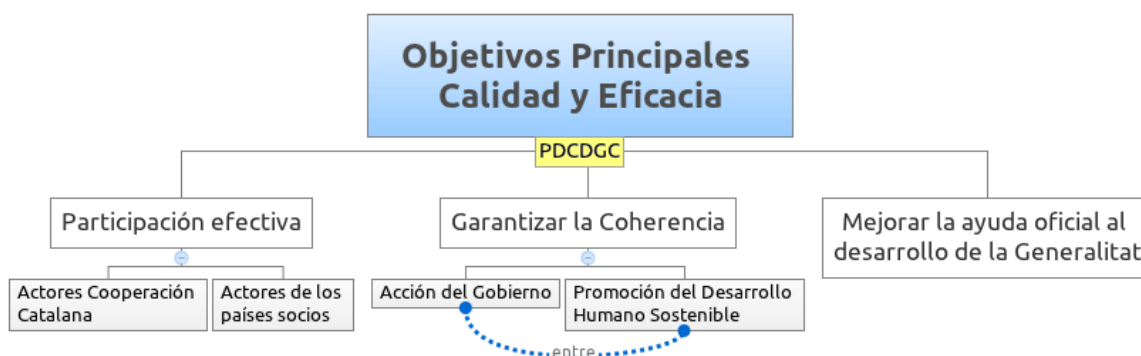 Objetivos Principales
Calidad y Eficacia
PDCDGC
Participación efectiva
Garantizar la Coherencia
Mejorar la ayuda oficial al
desarrollo de la Generalitat
Actores Cooperación
Catalana
Actores de los
países socios
Acción del Gobierno
Promoción del Desarrollo
Humano Sostenible
entre